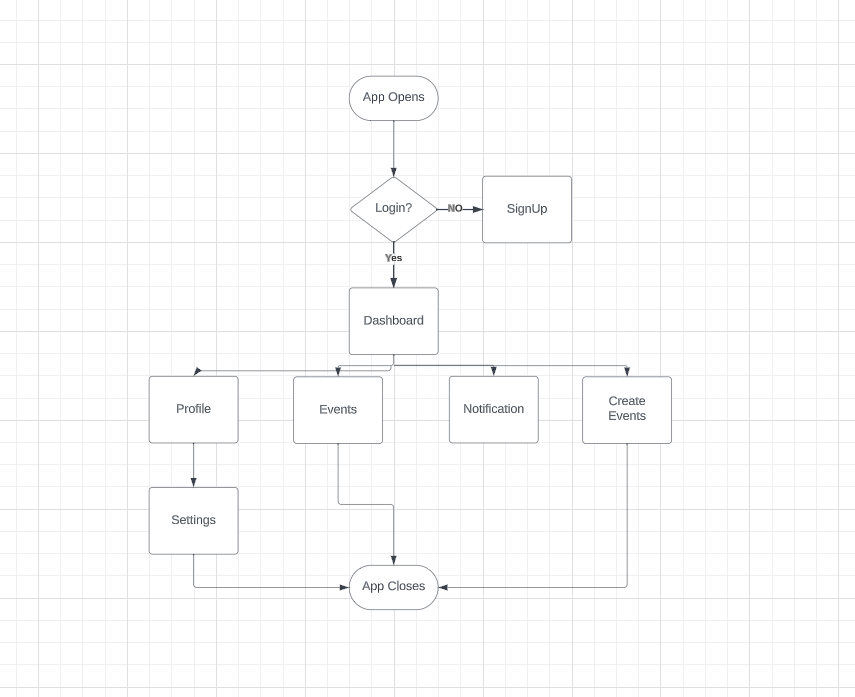 App Opens
Login?
NO
SignUp
Yes
Dashboard
Profile
Events
Notification
Create
Events
Settings
App Closes